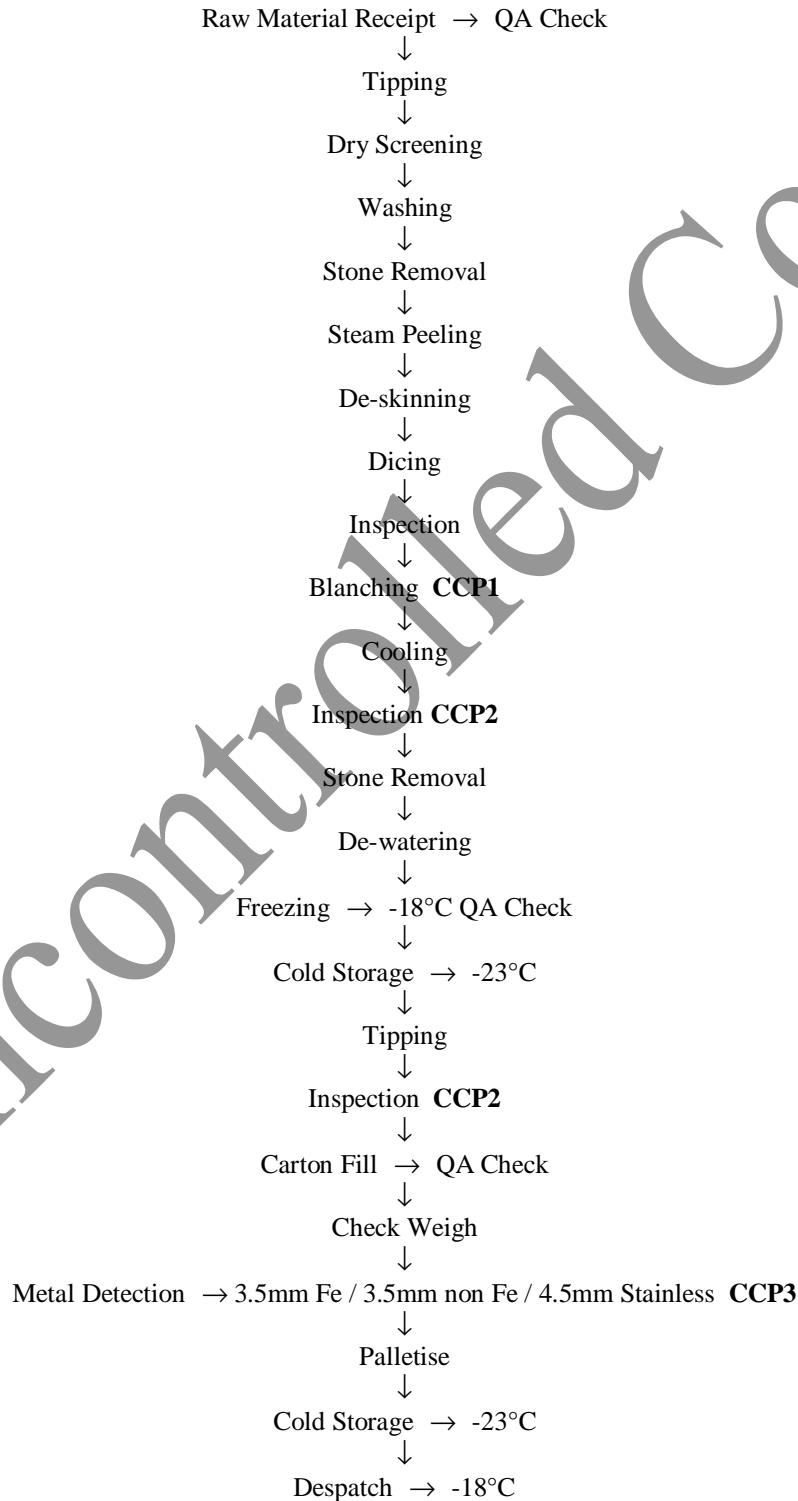 Raw Material Receipt → QA Check
↓
Tipping
↓
Dry Screening
↓
Washing
↓
Stone Removal
↓
Steam Peeling
↓
De-skinning
↓
Dicing
↓
Inspection
↓
Blanching CCP1
↓
Cooling
↓
Inspection CCP2
↓
Stone Removal
↓
De-watering
↓
Freezing → -18°C QA Check
↓
Cold Storage → -23°C
↓
Tipping
↓
Inspection CCP2
↓
Carton Fill → QA Check
↓
Check Weigh
↓
Metal Detection → 3.5mm Fe / 3.5mm non Fe / 4.5mm Stainless CCP3
↓
Palletise
↓
Cold Storage → -23°C
↓
Despatch → -18°C